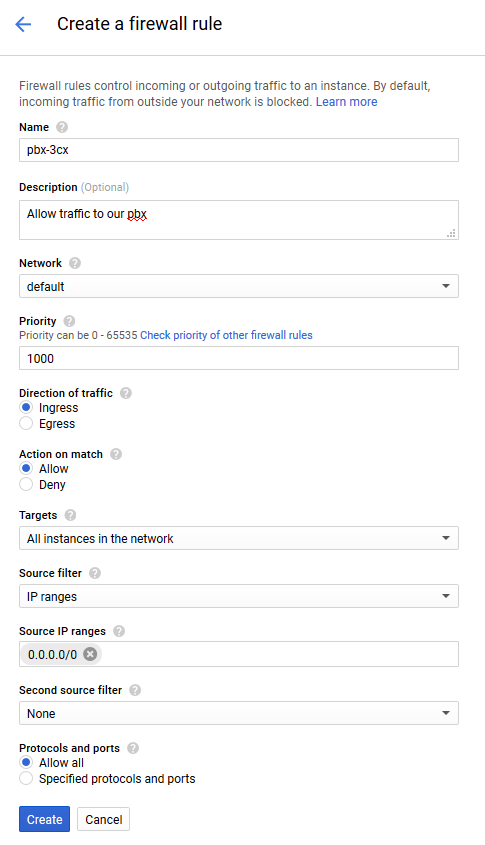 Create a firewall rule
Firewall rules control incoming or outgoing traffic to an instance. By default,
incoming traffic from outside your network is blocked. Learn more
Name
pbx-3cx
Description (Optional)
Allow traffic to our pbx
Network
default
Priority
Priority can be 0 - 65535 Check priority of other firewall rules
1000
Direction of traffic
Ingress
Egress
Action on match
Allow
Deny
Targets
All instances in the network
Source filter
IP ranges
Source IP ranges
0.0.0.0/0
Second source filter
None
Protocols and ports
Allow all
Specified protocols and ports
Create Cancel